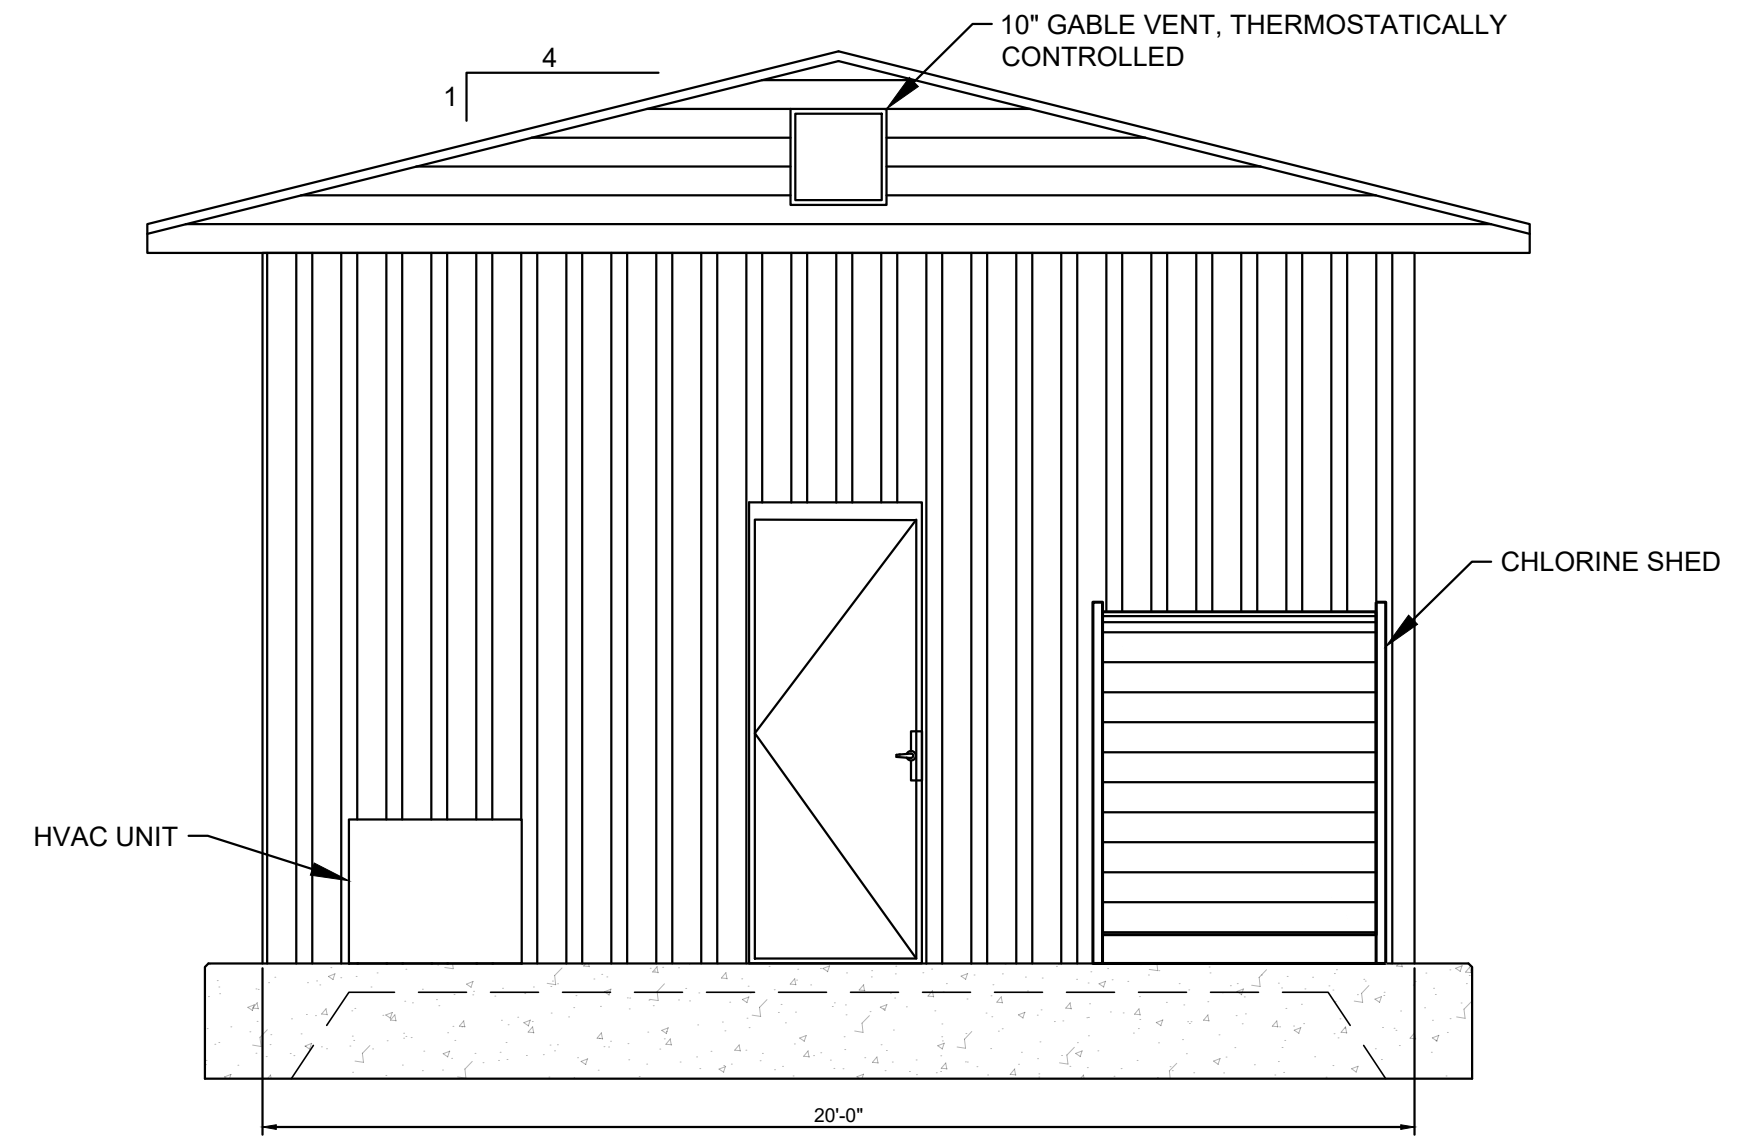 10" GABLE VENT, THERMOSTATICALLY
CONTROLLED
4
1
CHLORINE SHED
HVAC UNIT
20'-0"